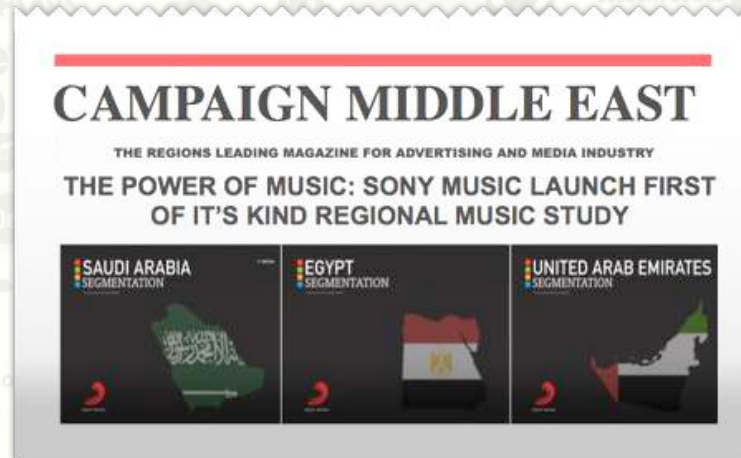 CAMPAIGN MIDDLE EAST
THE REGIONS LEADING MAGAZINE FOR ADVERTISING AND MEDIA INDUSTRY
THE POWER OF MUSIC: SONY MUSIC LAUNCH FIRST
OF IT'S KIND REGIONAL MUSIC STUDY
SAUDI ARABIA
SEGMENTATION
EGYPT
SEGMENTATION
UNITED ARAB EMIRATES
SEGMENTATION